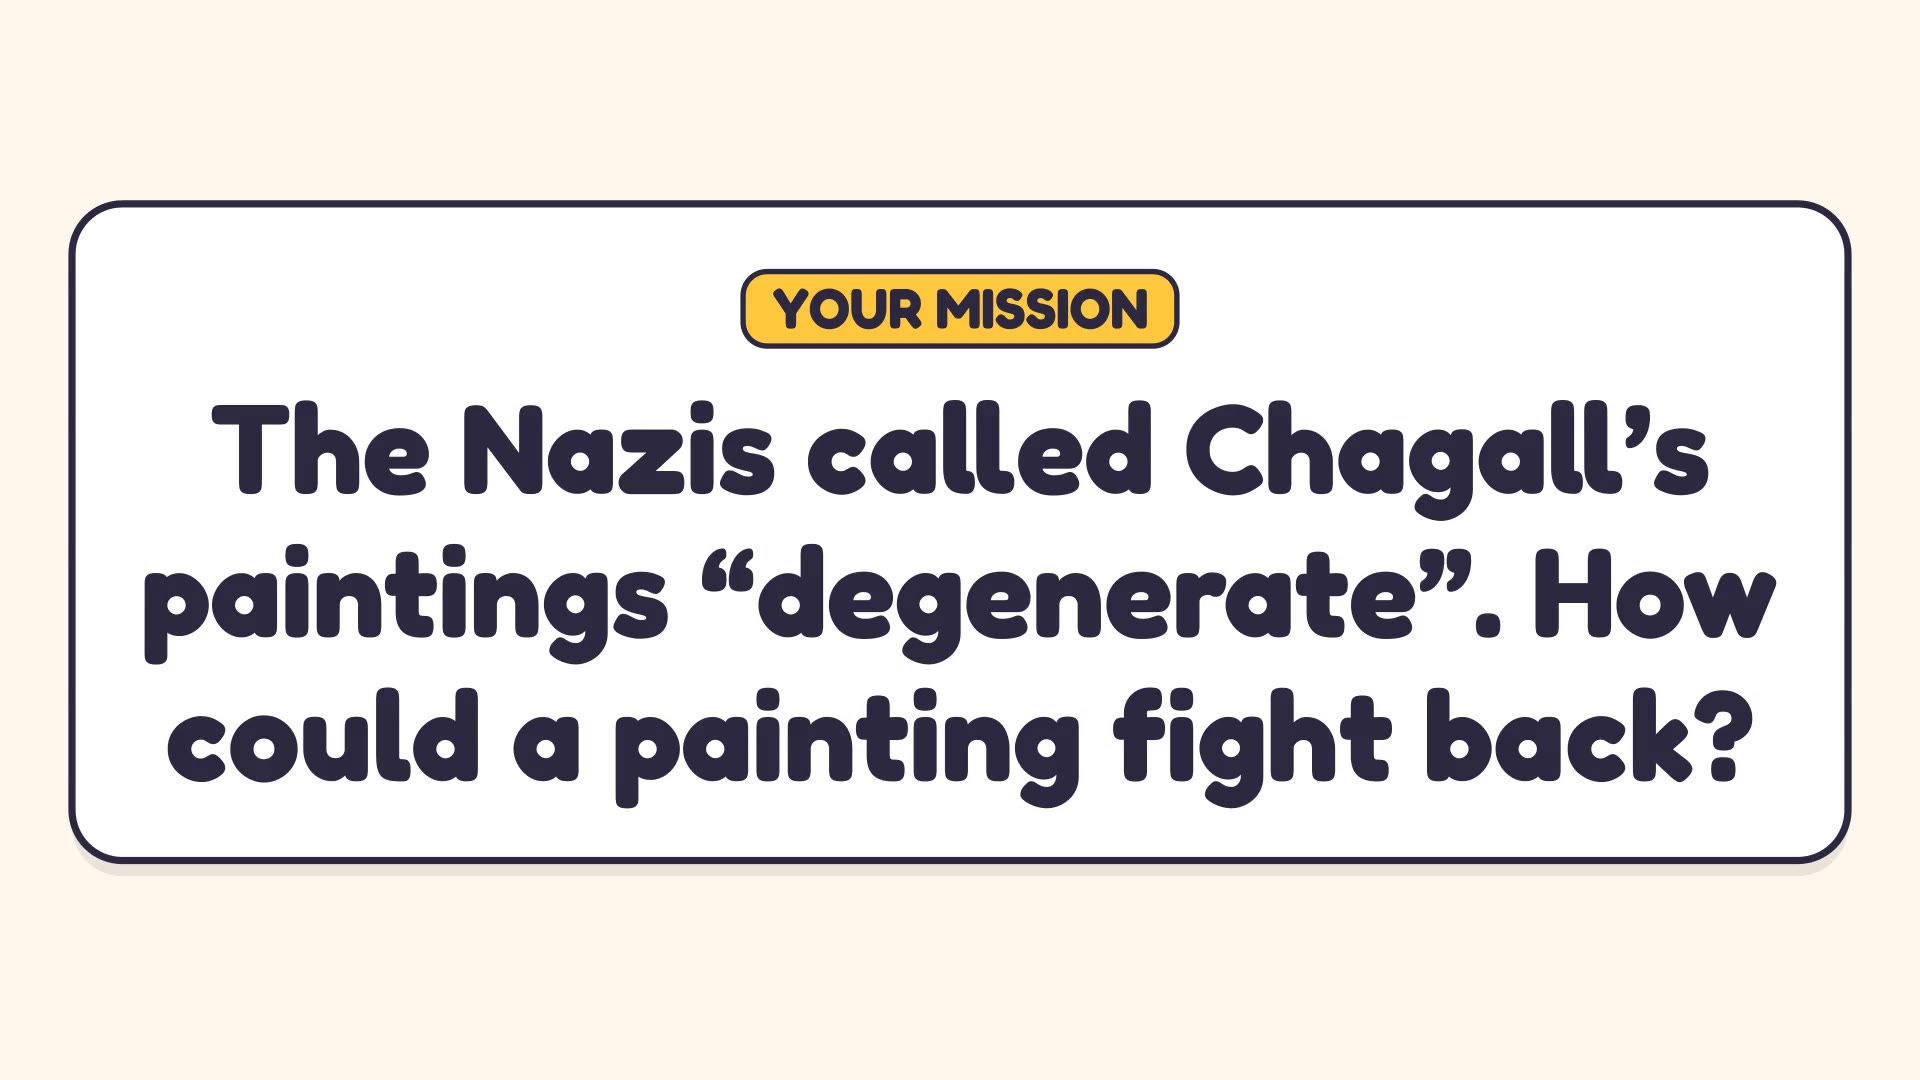 YOUR MISSION
The Nazis called Chagall’s
paintings “degenerate”. How
could a painting fight back?